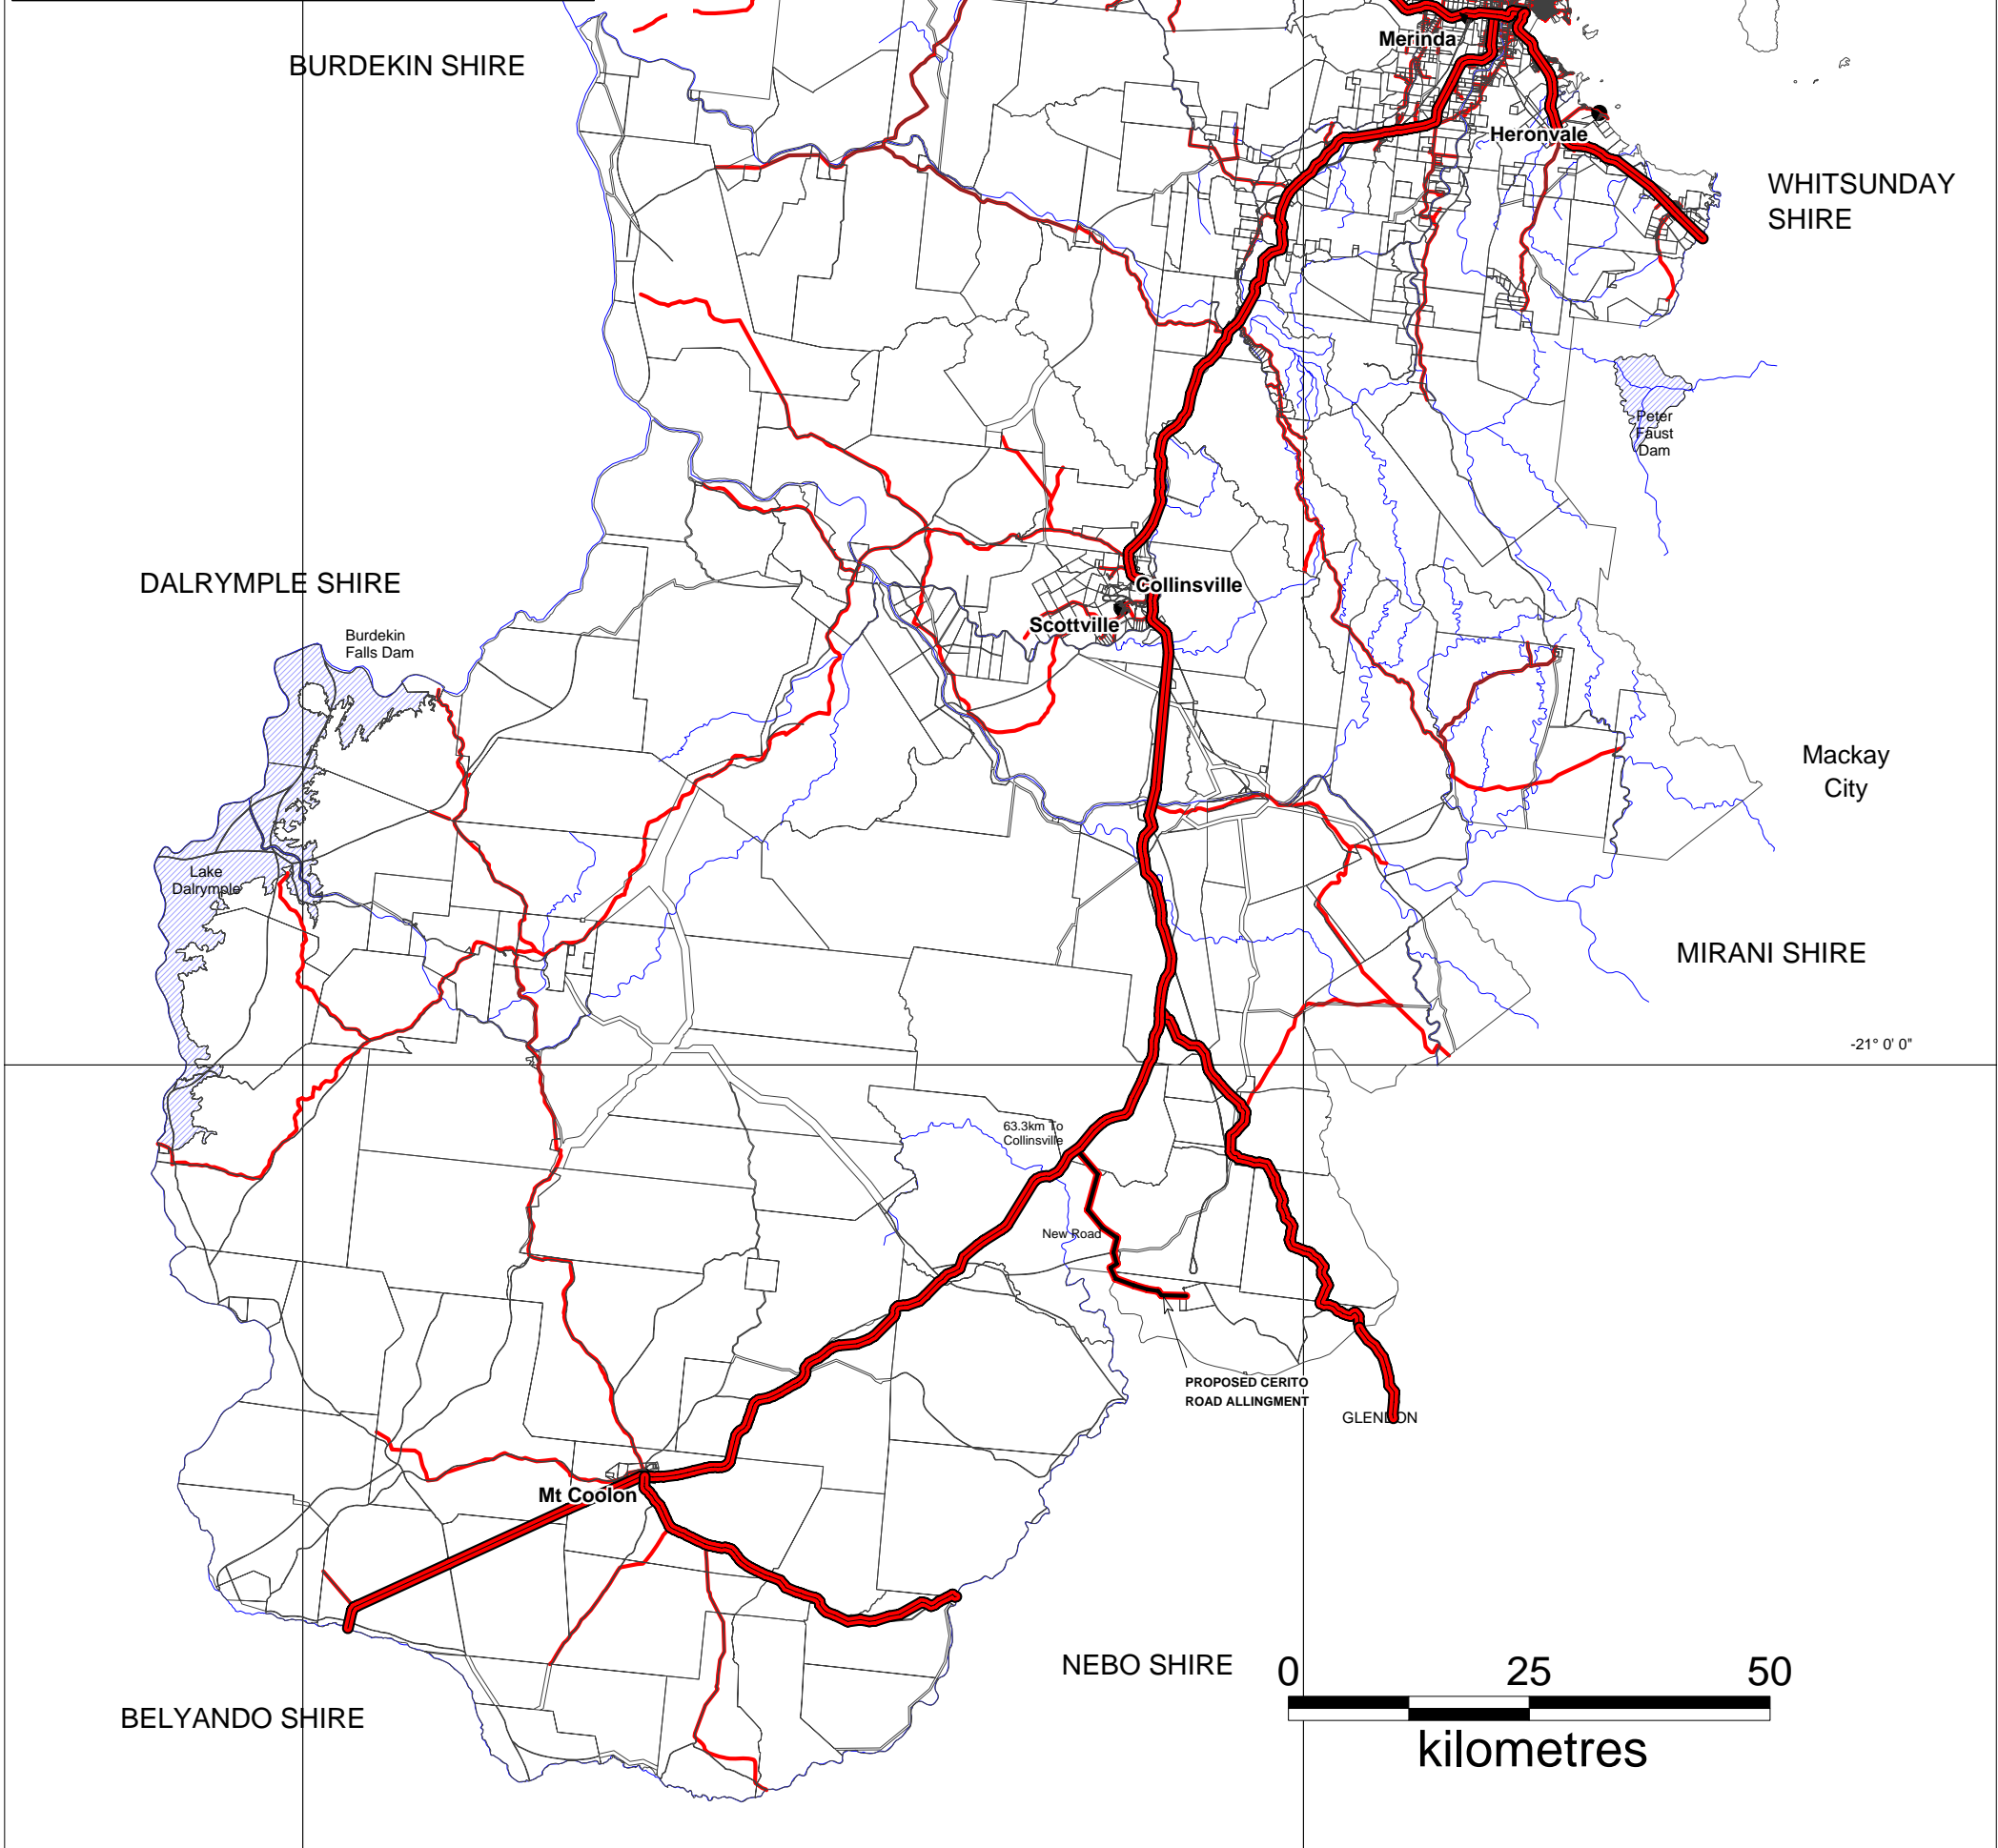 Merinda
BURDEKIN SHIRE
Heronvale
WHITSUNDAY
SHIRE
Peter
Faust
Dam
DALRYMPLE SHIRE
Collinsville
Scottville
Burdekin
Falls Dam
Mackay
City
Lake
Dalrymple
MIRANI SHIRE
-21° 0' 0"
63.3km To
Collinsville
New Road
PROPOSED CERITO
ROAD ALLINGMENT
GLENDON
Mt Coolon
NEBO SHIRE
0 25 50
kilometres
BELYANDO SHIRE